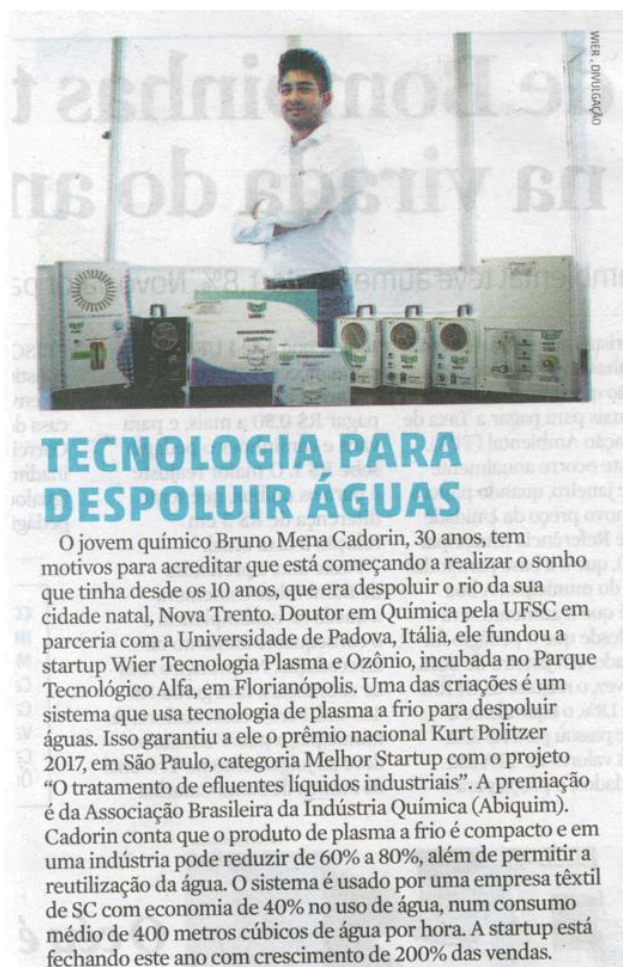 WIER , DIVULGAÇÃO
TECNOLOGIA PARA
DESPOLUIR ÁGUAS
O jovem químico Bruno Mena Cadorin, 30 anos, tem
motivos para acreditar que está começando a realizar o sonho
que tinha desde os 10 anos, que era despoluir o rio da sua
cidade natal, Nova Trento. Doutor em Química pela UFSC em
parceria com a Universidade de Padova, Itália, ele fundou a
startup Wier Tecnologia Plasma e Ozônio, incubada no Parque
Tecnológico Alfa, em Florianópolis. Uma das criações é um
sistema que usa tecnologia de plasma a frio para despoluir
águas. Isso garantiu a ele o prêmio nacional Kurt Politzer
2017, em São Paulo, categoria Melhor Startup com o projeto
“O tratamento de efluentes líquidos industriais”. A premiação
é da Associação Brasileira da Indústria Química (Abiquim).
Cadorin conta que o produto de plasma a frio é compacto e em
uma indústria pode reduzir de 60% a 80%, além de permitir a
reutilização da água. O sistema é usado por uma empresa têxtil
de SC com economia de 40% no uso de água, num consumo
médio de 400 metros cúbicos de água por hora. A startup está
fechando este ano com crescimento de 200% das vendas.